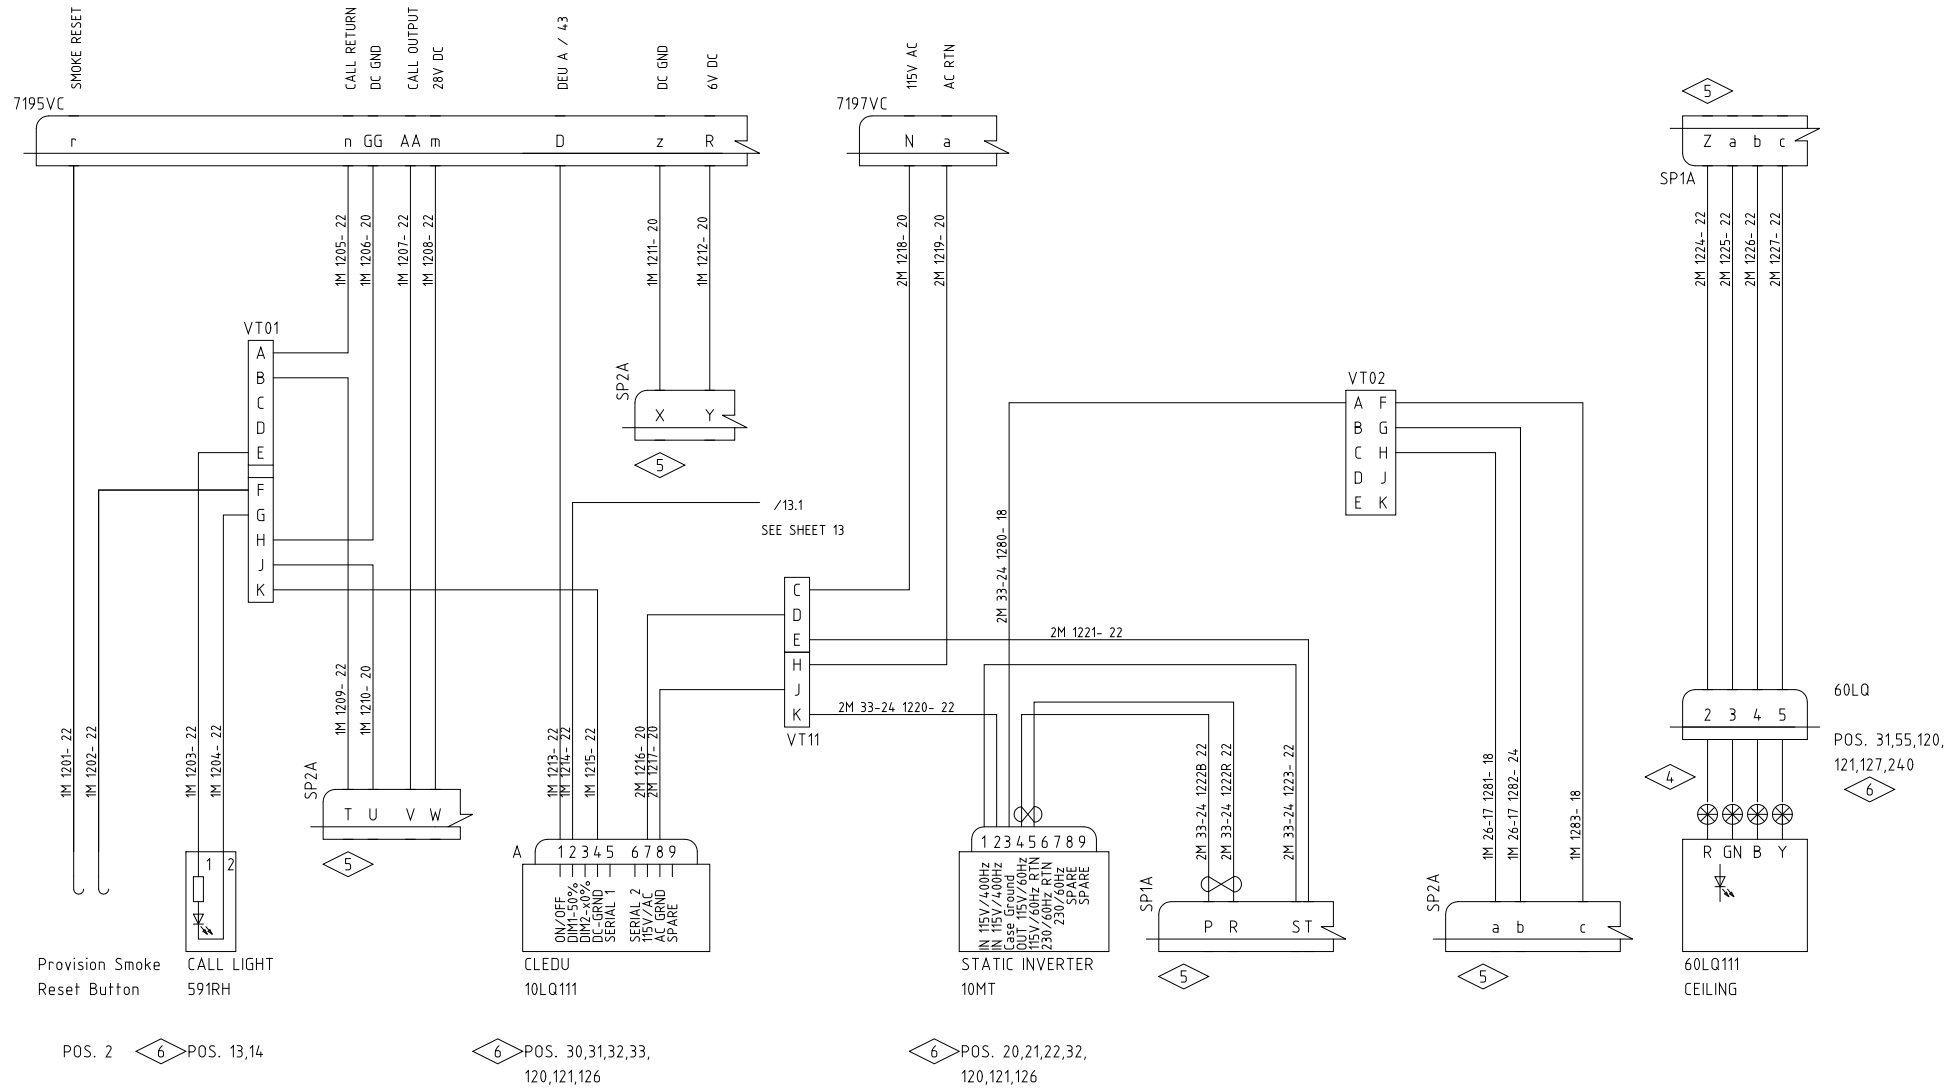 SMOKE RESET
CALL RETURN
DC GND
CALL OUTPUT
28V DC
DEU A / 43
DC GND
6V DC
115V AC
AC RTN
7195VC
r n GG AA m D z R
7197VC
N a
5
Z a b c
SP1A
1M 1205- 22
1M 1206- 20
1M 1207- 22
1M 1208- 22
1M 1211- 20
1M 1212- 20
2M 1218- 20
2M 1219- 20
2M 1224- 22
2M 1225- 22
2M 1226- 22
2M 1227- 22
VT01
A
B
C
D
E
F
G
H
J
K
SP2A
X Y
5
/13.1
SEE SHEET 13
VT02
A F
B G
C H
D J
E K
2M 33-24 1280- 18
C
D
E
H
J
K
VT11
2M 1221- 22
2M 33-24 1220- 22
1M 1201- 22
1M 1202- 22
1M 1203- 22
1M 1204- 22
1M 1209- 22
1M 1210- 20
1M 1213- 22
1M 1214- 22
1M 1215- 22
2M 1216- 20
2M 1217- 20
2M 33-24 1222B 22
2M 33-24 1222R 22
2M 33-24 1223- 22
1M 26-17 1281- 18
1M 26-17 1282- 24
1M 1283- 18
60LQ
2 3 4 5
POS. 31,55,120,
121,127,240
4
6
SP2A
T U V W
5
1 2
A
1 2 3 4 5 6 7 8 9
ON/OFF
DIM1-50%
DIM2-x0%
DC-GRND
SERIAL 1
SERIAL 2
115V/AC
AC GRND
SPARE
1 2 3 4 5 6 7 8 9
IN 115V/400Hz
IN 115V/400Hz
Case Ground
OUT 115V/60Hz
115V/60Hz RTN
230/60Hz RTN
230/60Hz
SPARE
SPARE
SP1A
P R S T
5
SP2A
a b c
5
R GN B Y
Provision Smoke
Reset Button
CALL LIGHT
591RH
CLEDU
10LQ111
STATIC INVERTER
10MT
60LQ111
CEILING
POS. 2
6 POS. 13,14
6 POS. 30,31,32,33,
120,121,126
6 POS. 20,21,22,32,
120,121,126